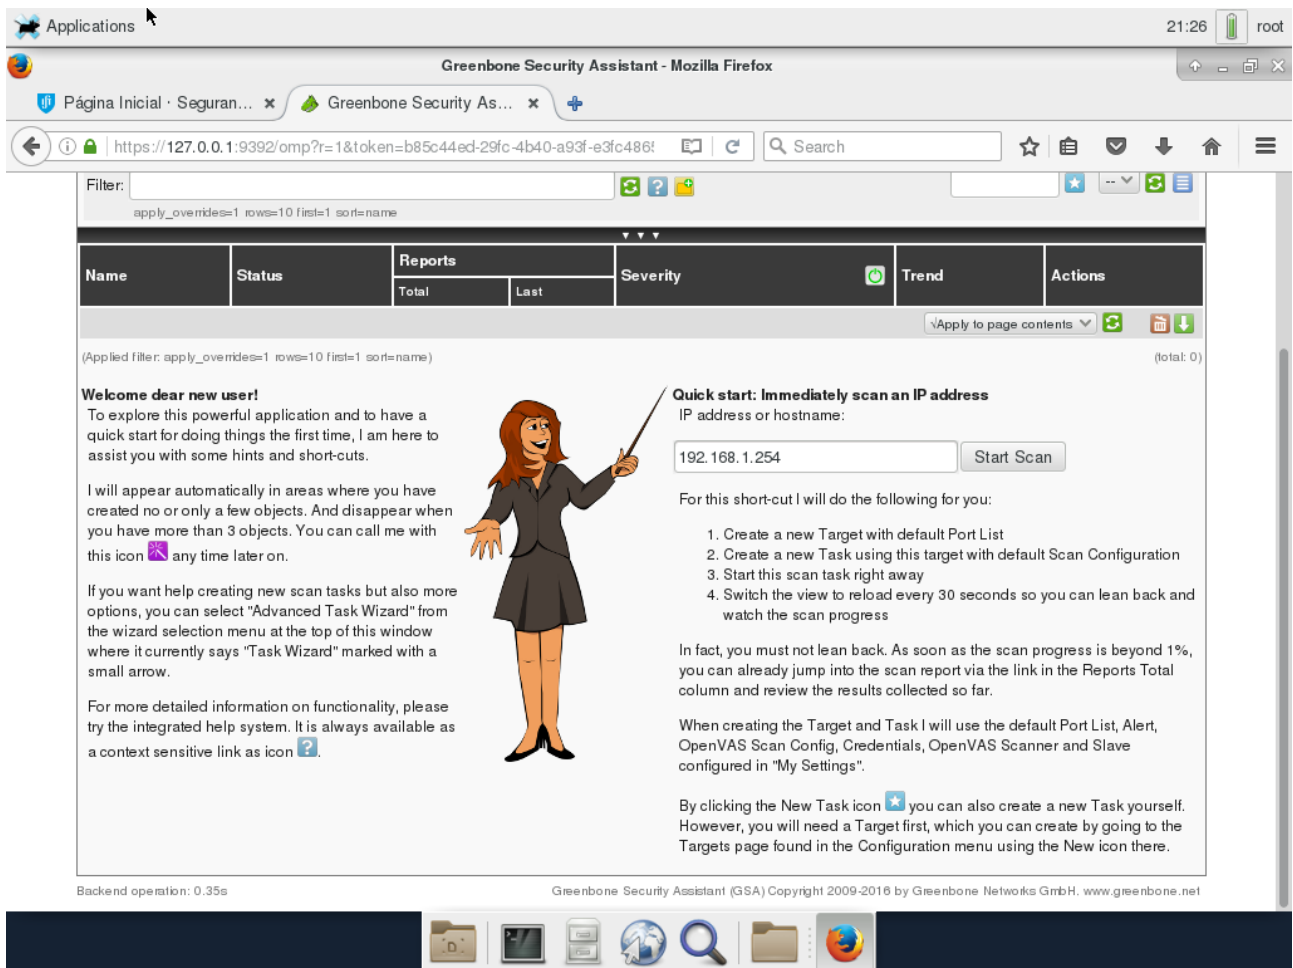 Applications
21:26
root
Greenbone Security Assistant - Mozilla Firefox
Página Inicial · Seguran...
Greenbone Security As...
https://127.0.0.1:9392/omp?r=1&token=b85c44ed-29fc-4b40-a93f-e3fc486
Search
Filter:
--
apply_overrides=1 rows=10 first=1 sort=name
Name
Status
Reports
Total
Last
Severity
Trend
Actions
√Apply to page contents
(Applied filter: apply_overrides=1 rows=10 first=1 sort=name)
(total: 0)
Welcome dear new user!
To explore this powerful application and to have a
quick start for doing things the first time, I am here to
assist you with some hints and short-cuts.
I will appear automatically in areas where you have
created no or only a few objects. And disappear when
you have more than 3 objects. You can call me with
this icon any time later on.
If you want help creating new scan tasks but also more
options, you can select "Advanced Task Wizard" from
the wizard selection menu at the top of this window
where it currently says "Task Wizard" marked with a
small arrow.
For more detailed information on functionality, please
try the integrated help system. It is always available as
a context sensitive link as icon ?.
Quick start: Immediately scan an IP address
IP address or hostname:
192.168.1.254
Start Scan
For this short-cut I will do the following for you:
1. Create a new Target with default Port List
2. Create a new Task using this target with default Scan Configuration
3. Start this scan task right away
4. Switch the view to reload every 30 seconds so you can lean back and
watch the scan progress
In fact, you must not lean back. As soon as the scan progress is beyond 1%,
you can already jump into the scan report via the link in the Reports Total
column and review the results collected so far.
When creating the Target and Task I will use the default Port List, Alert,
OpenVAS Scan Config, Credentials, OpenVAS Scanner and Slave
configured in "My Settings".
By clicking the New Task icon you can also create a new Task yourself.
However, you will need a Target first, which you can create by going to the
Targets page found in the Configuration menu using the New icon there.
Backend operation: 0.35s
Greenbone Security Assistant (GSA) Copyright 2009-2016 by Greenbone Networks GmbH. www.greenbone.net